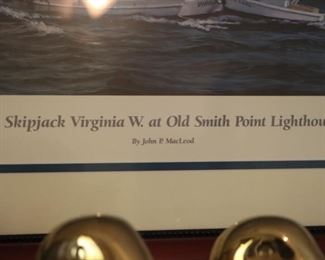 Skipjack Virginia W. at Old Smith Point Lighthou
By John P. MacLeod